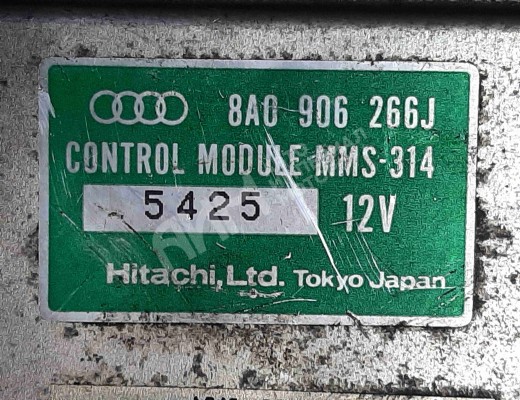 8A0 906 266J
CONTROL MODULE MMS-314
5425 12V
Hitachi, Ltd. Tokyo Japan